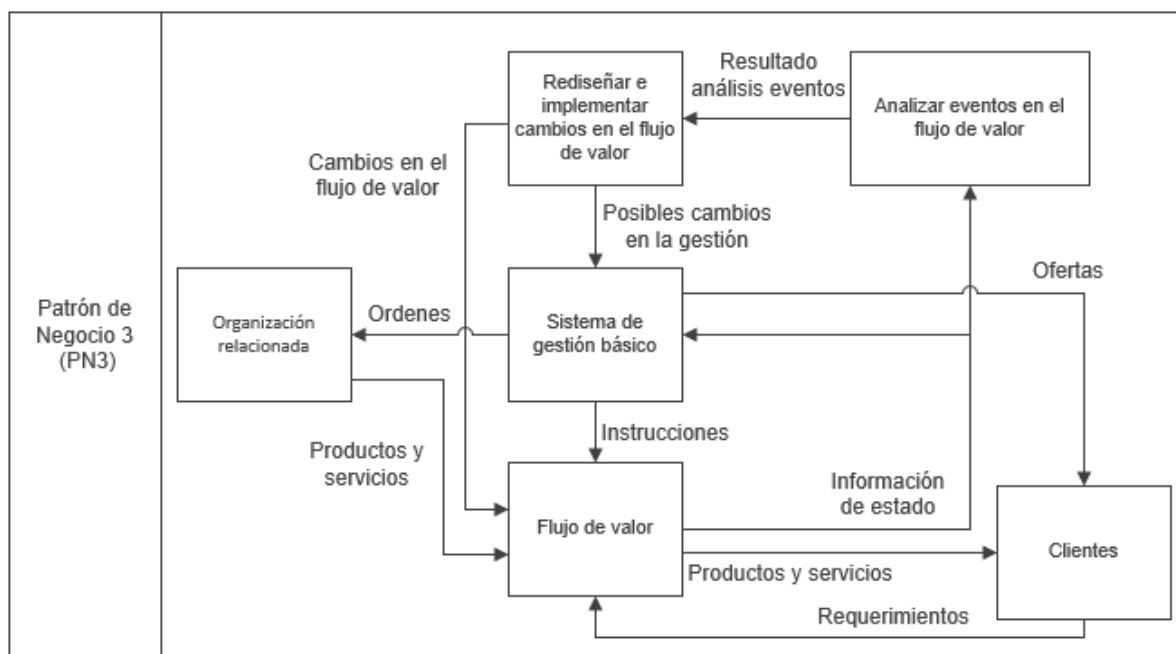 Patrón de
Negocio 3
(PN3)
Rediseñar e
implementar
cambios en el flujo
de valor
Resultado
análisis eventos
Analizar eventos en el
flujo de valor
Cambios en el
flujo de valor
Posibles cambios
en la gestión
Ofertas
Organización
relacionada
Ordenes
Sistema de
gestión básico
Productos y
servicios
Instrucciones
Información
de estado
Flujo de valor
Clientes
Productos y servicios
Requerimientos